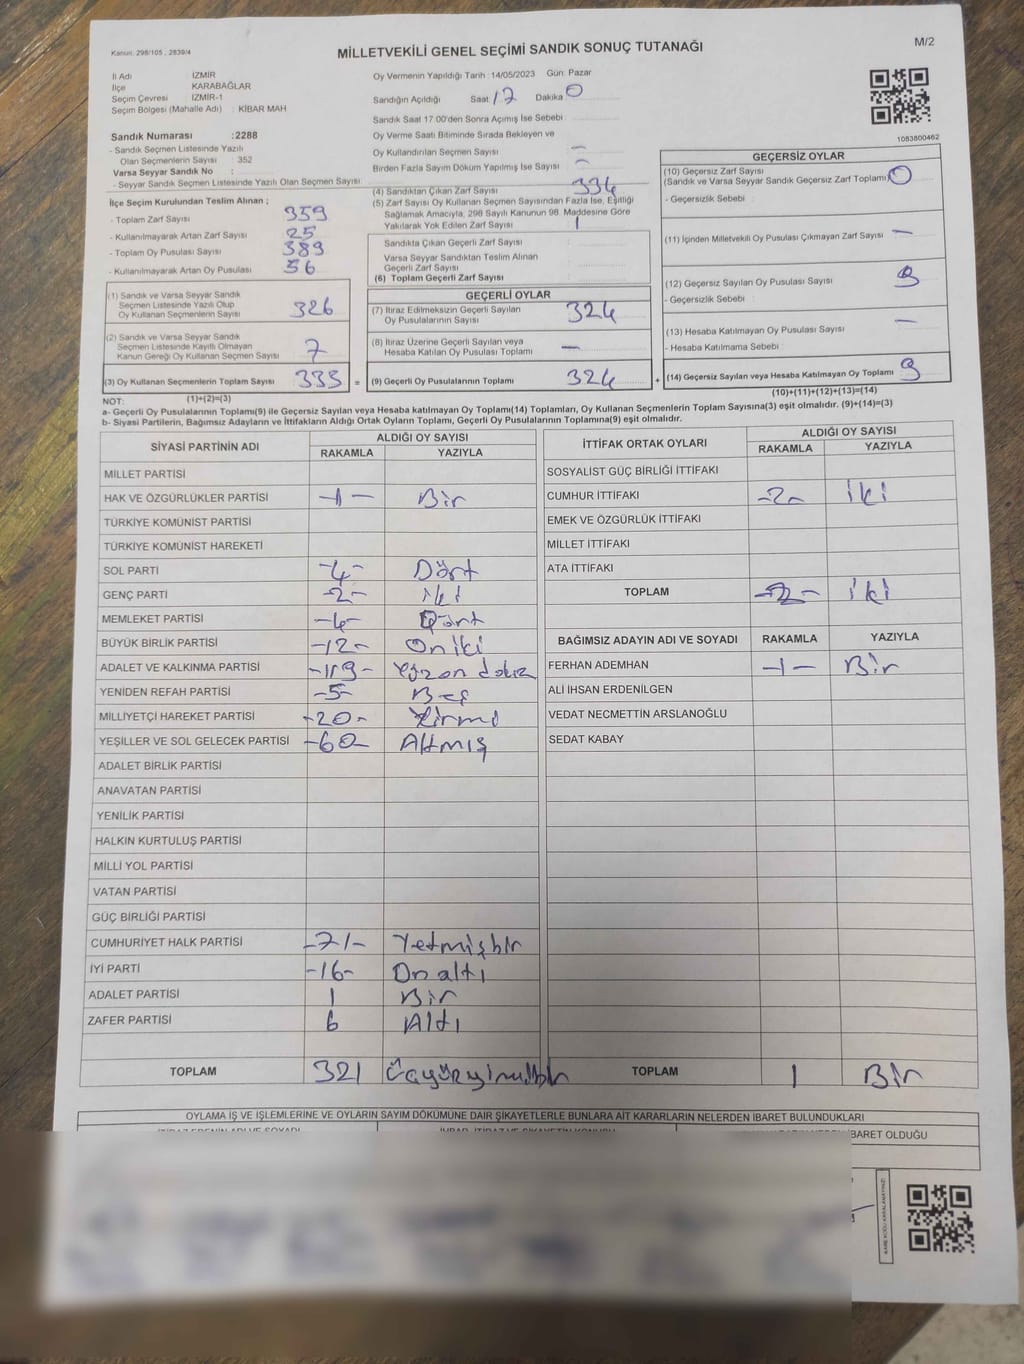 Kanun: 298/105 , 2839/4
MİLLETVEKİLİ GENEL SEÇİMİ SANDIK SONUÇ TUTANAĞI
M/2
İl Adı : İZMİR
İlçe : KARABAĞLAR
Seçim Çevresi : İZMİR-1
Seçim Bölgesi (Mahalle Adı) : KİBAR MAH
Oy Vermenin Yapıldığı Tarih : 14/05/2023 Gün: Pazar
Sandığın Açıldığı Saat 17 Dakika 0
Sandık Saat 17:00'den Sonra Açımış İse Sebebi :
1083800462
Sandık Numarası : 2288
- Sandık Seçmen Listesinde Yazılı
Olan Seçmenlerin Sayısı : 352
Varsa Seyyar Sandık No :
- Seyyar Sandık Seçmen Listesinde Yazılı Olan Seçmen Sayısı :
İlçe Seçim Kurulundan Teslim Alınan ;
- Toplam Zarf Sayısı : 359
- Kullanılmayarak Artan Zarf Sayısı : 25
- Toplam Oy Pusulası Sayısı : 389
- Kullanılmayarak Artan Oy Pusulası : 56
(1) Sandık ve Varsa Seyyar Sandık
Seçmen Listesinde Yazılı Olup
Oy Kullanan Seçmenlerin Sayısı 326
(2) Sandık ve Varsa Seyyar Sandık
Seçmen Listesinde Kayıtlı Olmayan
Kanun Gereği Oy Kullanan Seçmen Sayısı 7
(3) Oy Kullanan Seçmenlerin Toplam Sayısı 333 =
Oy Verme Saati Bitiminde Sırada Bekleyen ve
Oy Kullandırılan Seçmen Sayısı : —
Birden Fazla Sayım Döküm Yapılmış İse Sayısı : —
(4) Sandıktan Çıkan Zarf Sayısı : 334
(5) Zarf Sayısı Oy Kullanan Seçmen Sayısından Fazla İse, Eşitliği
Sağlamak Amacıyla, 298 Sayılı Kanunun 98. Maddesine Göre
Yakılarak Yok Edilen Zarf Sayısı : 1
Sandıkta Çıkan Geçerli Zarf Sayısı :
Varsa Seyyar Sandıktan Teslim Alınan
Geçerli Zarf Sayısı :
(6) Toplam Geçerli Zarf Sayısı :
GEÇERLİ OYLAR
(7) İtiraz Edilmeksizin Geçerli Sayılan
Oy Pusulalarının Sayısı : 324
(8) İtiraz Üzerine Geçerli Sayılan veya
Hesaba Katılan Oy Pusulası Toplamı : —
(9) Geçerli Oy Pusulalarının Toplamı : 324 +
GEÇERSİZ OYLAR
(10) Geçersiz Zarf Sayısı
(Sandık ve Varsa Seyyar Sandık Geçersiz Zarf Toplamı) 0
- Geçersizlik Sebebi :
(11) İçinden Milletvekili Oy Pusulası Çıkmayan Zarf Sayısı : —
(12) Geçersiz Sayılan Oy Pusulası Sayısı : 9
- Geçersizlik Sebebi :
(13) Hesaba Katılmayan Oy Pusulası Sayısı : —
- Hesaba Katılmama Sebebi :
(14) Geçersiz Sayılan veya Hesaba Katılmayan Oy Toplamı : 9
NOT: (1)+(2)=(3) (10)+(11)+(12)+(13)=(14)
a- Geçerli Oy Pusulalarının Toplamı(9) ile Geçersiz Sayılan veya Hesaba katılmayan Oy Toplamı(14) Toplamları, Oy Kullanan Seçmenlerin Toplam Sayısına(3) eşit olmalıdır. (9)+(14)=(3)
b- Siyasi Partilerin, Bağımsız Adayların ve İttifakların Aldığı Ortak Oyların Toplamı, Geçerli Oy Pusulalarının Toplamına(9) eşit olmalıdır.
SİYASİ PARTİNİN ADI ALDIĞI OY SAYISI
RAKAMLA YAZIYLA
MİLLET PARTİSİ
HAK VE ÖZGÜRLÜKLER PARTİSİ -1- Bir
TÜRKİYE KOMÜNİST PARTİSİ
TÜRKİYE KOMÜNİST HAREKETİ
SOL PARTİ -4- Dört
GENÇ PARTİ -2- iki
MEMLEKET PARTİSİ -4- Dört
BÜYÜK BİRLİK PARTİSİ -12- Oniki
ADALET VE KALKINMA PARTİSİ -119- Yüzon dokuz
YENİDEN REFAH PARTİSİ -5- Beş
MİLLİYETÇİ HAREKET PARTİSİ -20- Yirmi
YEŞİLLER VE SOL GELECEK PARTİSİ -60- Altmış
ADALET BİRLİK PARTİSİ
ANAVATAN PARTİSİ
YENİLİK PARTİSİ
HALKIN KURTULUŞ PARTİSİ
MİLLİ YOL PARTİSİ
VATAN PARTİSİ
GÜÇ BİRLİĞİ PARTİSİ
CUMHURİYET HALK PARTİSİ -71- Yetmişbir
İYİ PARTİ -16- On altı
ADALET PARTİSİ 1 Bir
ZAFER PARTİSİ 6 Altı
TOPLAM 321 Üçyüzyirmibir
İTTİFAK ORTAK OYLARI ALDIĞI OY SAYISI
RAKAMLA YAZIYLA
SOSYALİST GÜÇ BİRLİĞİ İTTİFAKI
CUMHUR İTTİFAKI -2- iki
EMEK VE ÖZGÜRLÜK İTTİFAKI
MİLLET İTTİFAKI
ATA İTTİFAKI
TOPLAM -2- iki
BAĞIMSIZ ADAYIN ADI VE SOYADI RAKAMLA YAZIYLA
FERHAN ADEMHAN -1- Bir
ALİ İHSAN ERDENİLGEN
VEDAT NECMETTİN ARSLANOĞLU
SEDAT KABAY
TOPLAM 1 Bir
OYLAMA İŞ VE İŞLEMLERİNE VE OYLARIN SAYIM DÖKÜMÜNE DAİR ŞİKAYETLERLE BUNLARA AİT KARARLARIN NELERDEN İBARET BULUNDUKLARI
BARET OLDUĞU